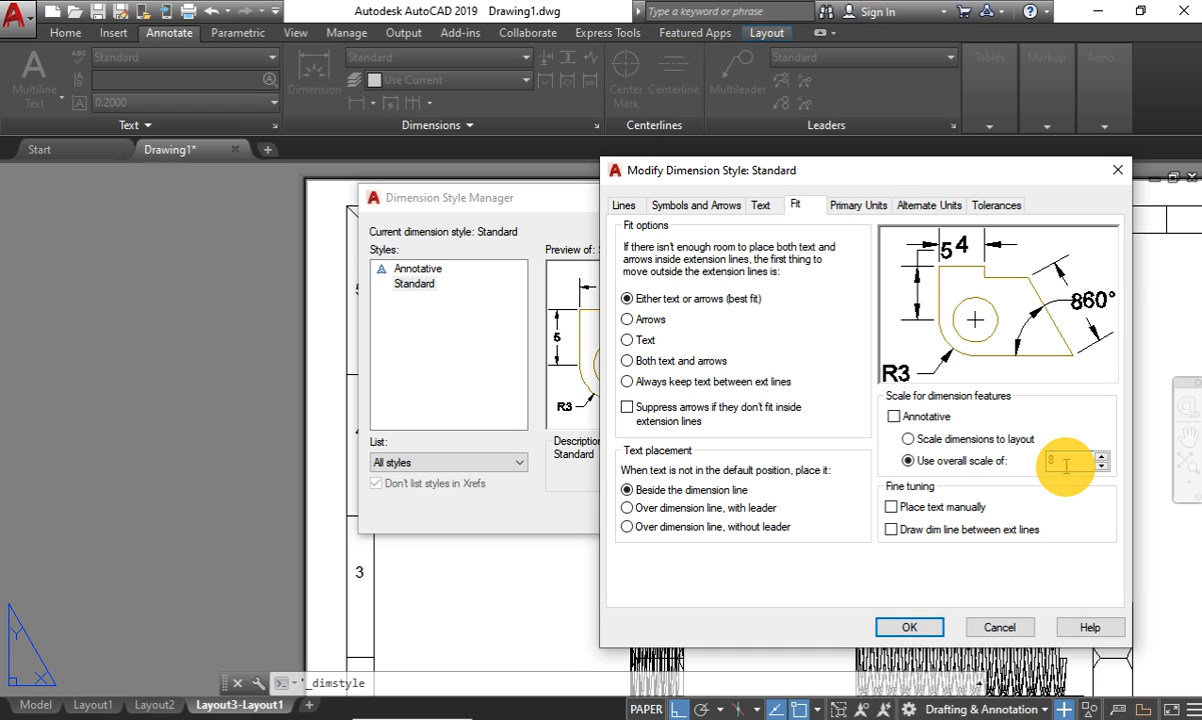 Autodesk AutoCAD 2019 Drawing1.dwg
Type a keyword or phrase
Sign In
Home Insert Annotate Parametric View Manage Output Add-ins Collaborate Express Tools Featured Apps Layout
Multiline
Text
Standard
0.2000
Dimension
Standard
Use Current
Center
Mark
Centerline
Multileader
Standard
Tables
Markup
Anno...
Text
Dimensions
Centerlines
Leaders
Start
Drawing1*
Dimension Style Manager
Current dimension style: Standard
Styles:
Annotative
Standard
Preview of:
5
R3
List:
All styles
Don't list styles in Xrefs
Description
Standard
Modify Dimension Style: Standard
Lines Symbols and Arrows Text Fit Primary Units Alternate Units Tolerances
Fit options
If there isn't enough room to place both text and
arrows inside extension lines, the first thing to
move outside the extension lines is:
Either text or arrows (best fit)
Arrows
Text
Both text and arrows
Always keep text between ext lines
Suppress arrows if they don't fit inside
extension lines
Text placement
When text is not in the default position, place it:
Beside the dimension line
Over dimension line, with leader
Over dimension line, without leader
54
860°
R3
Scale for dimension features
Annotative
Scale dimensions to layout
Use overall scale of:
8
Fine tuning
Place text manually
Draw dim line between ext lines
OK
Cancel
Help
3
Y
X
'_dimstyle
Model Layout1 Layout2 Layout3-Layout1
PAPER
Drafting & Annotation